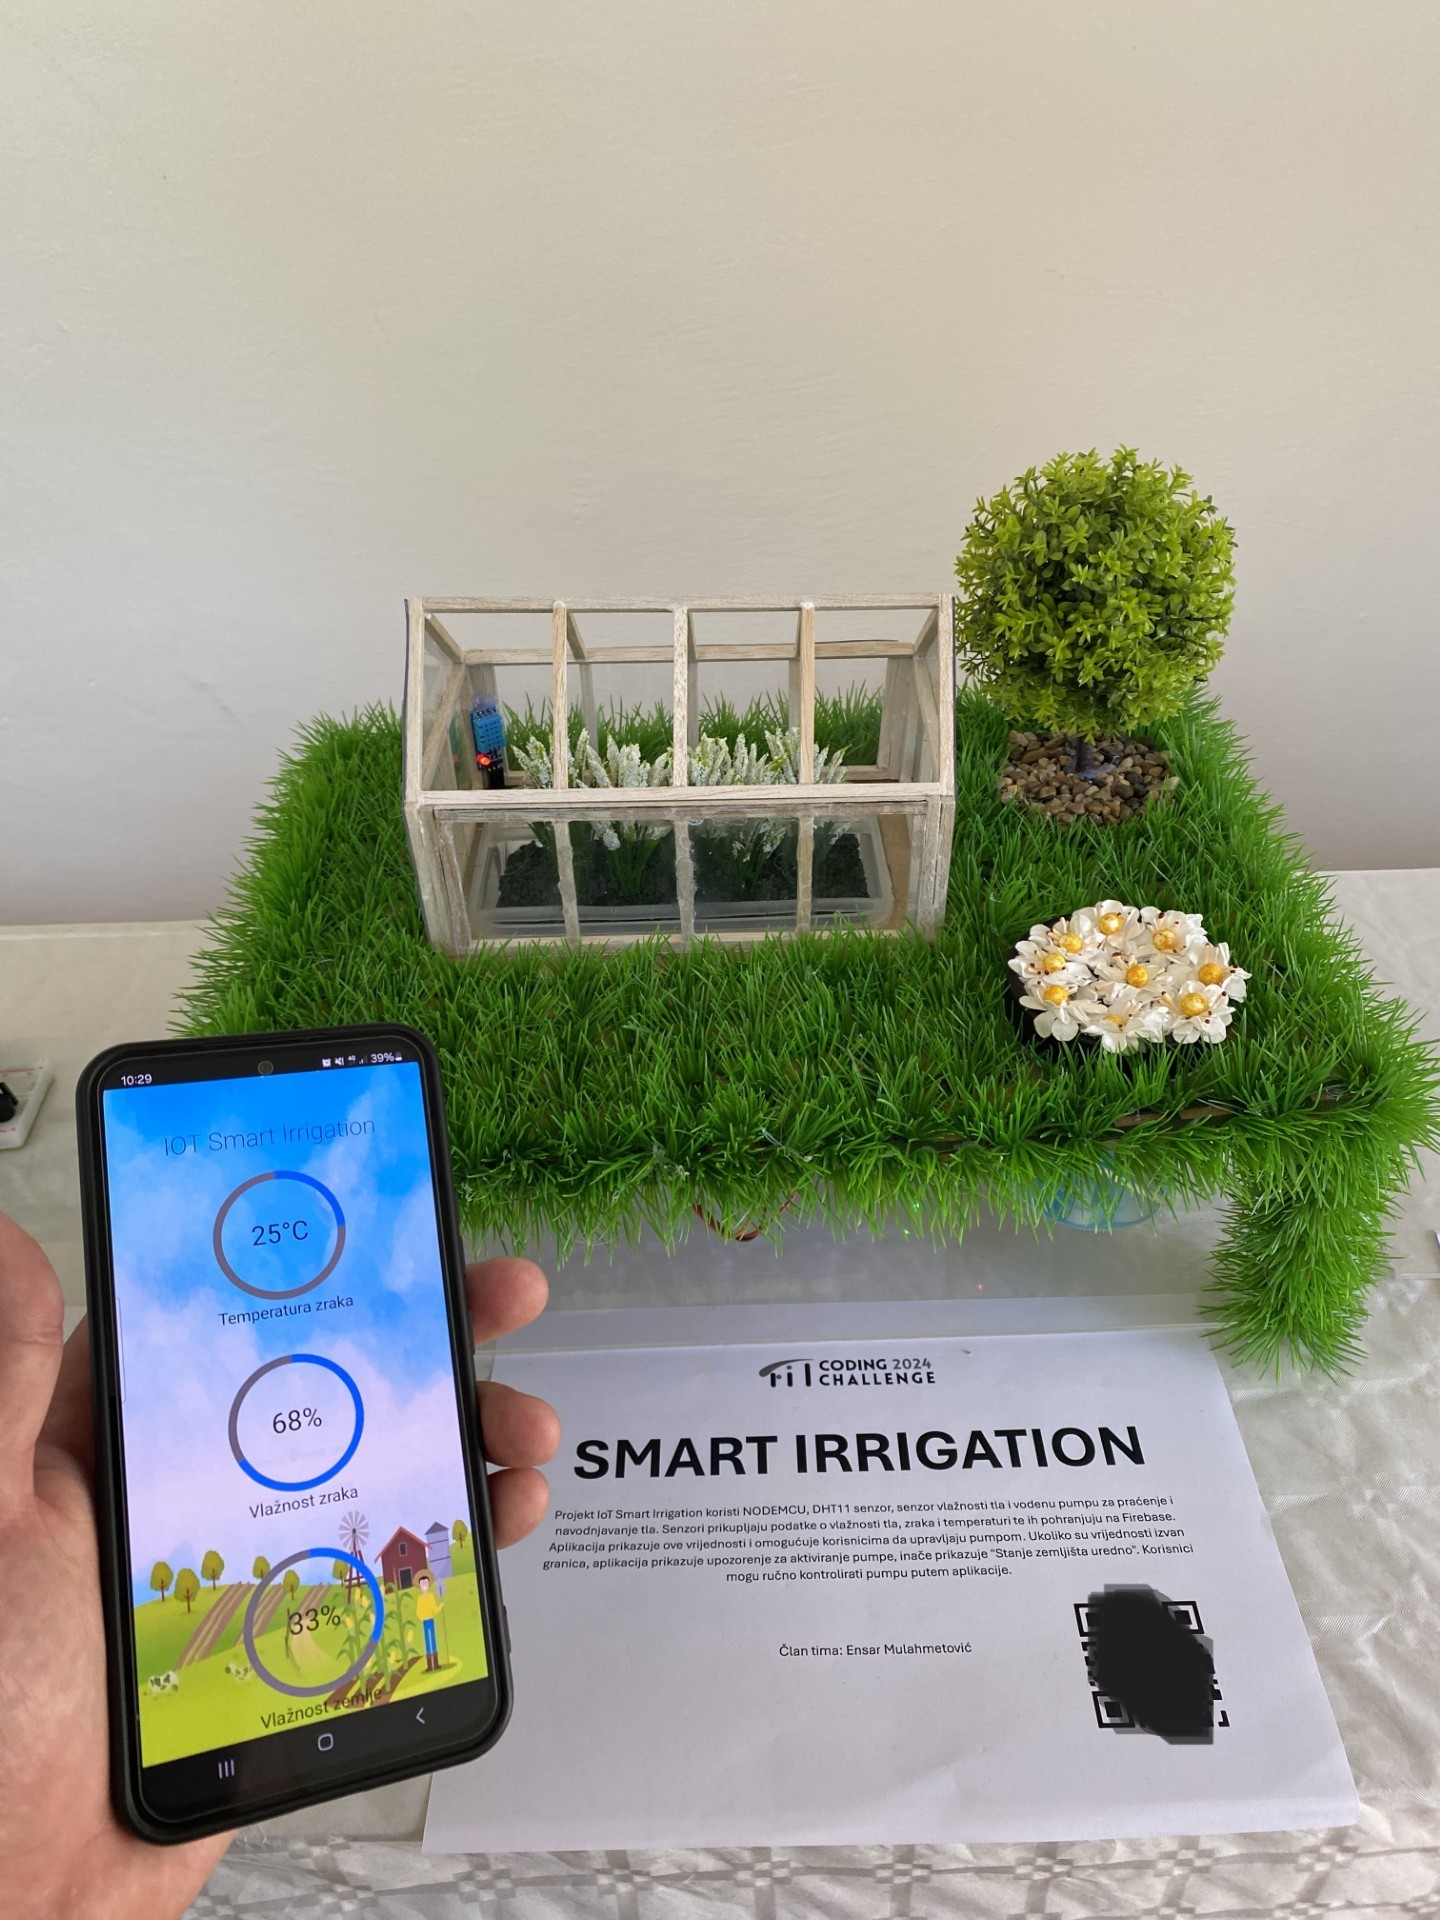 10:29
4G
39%
IOT Smart Irrigation
25°C
Temperatura zraka
68%
Vlažnost zraka
33%
Vlažnost zemlje
FIT CODING 2024
CHALLENGE
SMART IRRIGATION
Projekt IoT Smart Irrigation koristi NODEMCU, DHT11 senzor, senzor vlažnosti tla i vodenu pumpu za praćenje i
navodnjavanje tla. Senzori prikupljaju podatke o vlažnosti tla, zraka i temperaturi te ih pohranjuju na Firebase.
Aplikacija prikazuje ove vrijednosti i omogućuje korisnicima da upravljaju pumpom. Ukoliko su vrijednosti izvan
granica, aplikacija prikazuje upozorenje za aktiviranje pumpe, inače prikazuje "Stanje zemljišta uredno". Korisnici
mogu ručno kontrolirati pumpu putem aplikacije.
Član tima: Ensar Mulahmetović